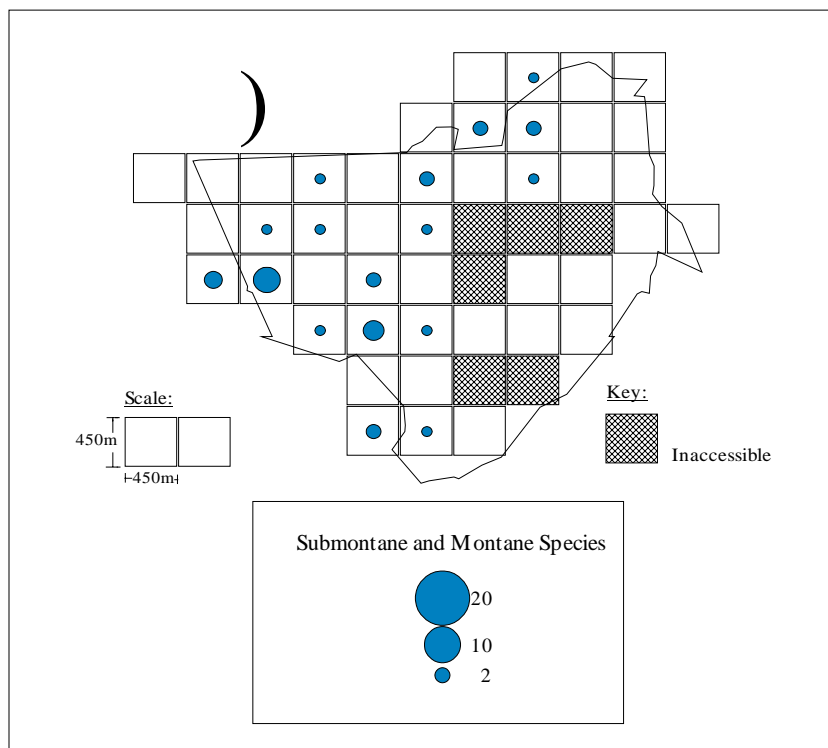 )
Scale:
450m
450m
Key:
Inaccessible
Submontane and Montane Species
20
10
2